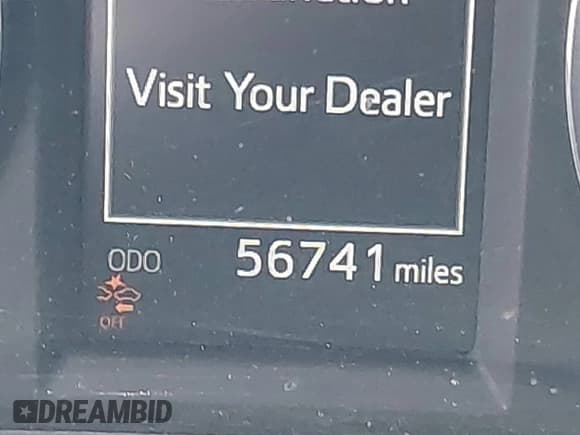 Visit Your Dealer
ODO 56741 miles
OFF
DREAMBID